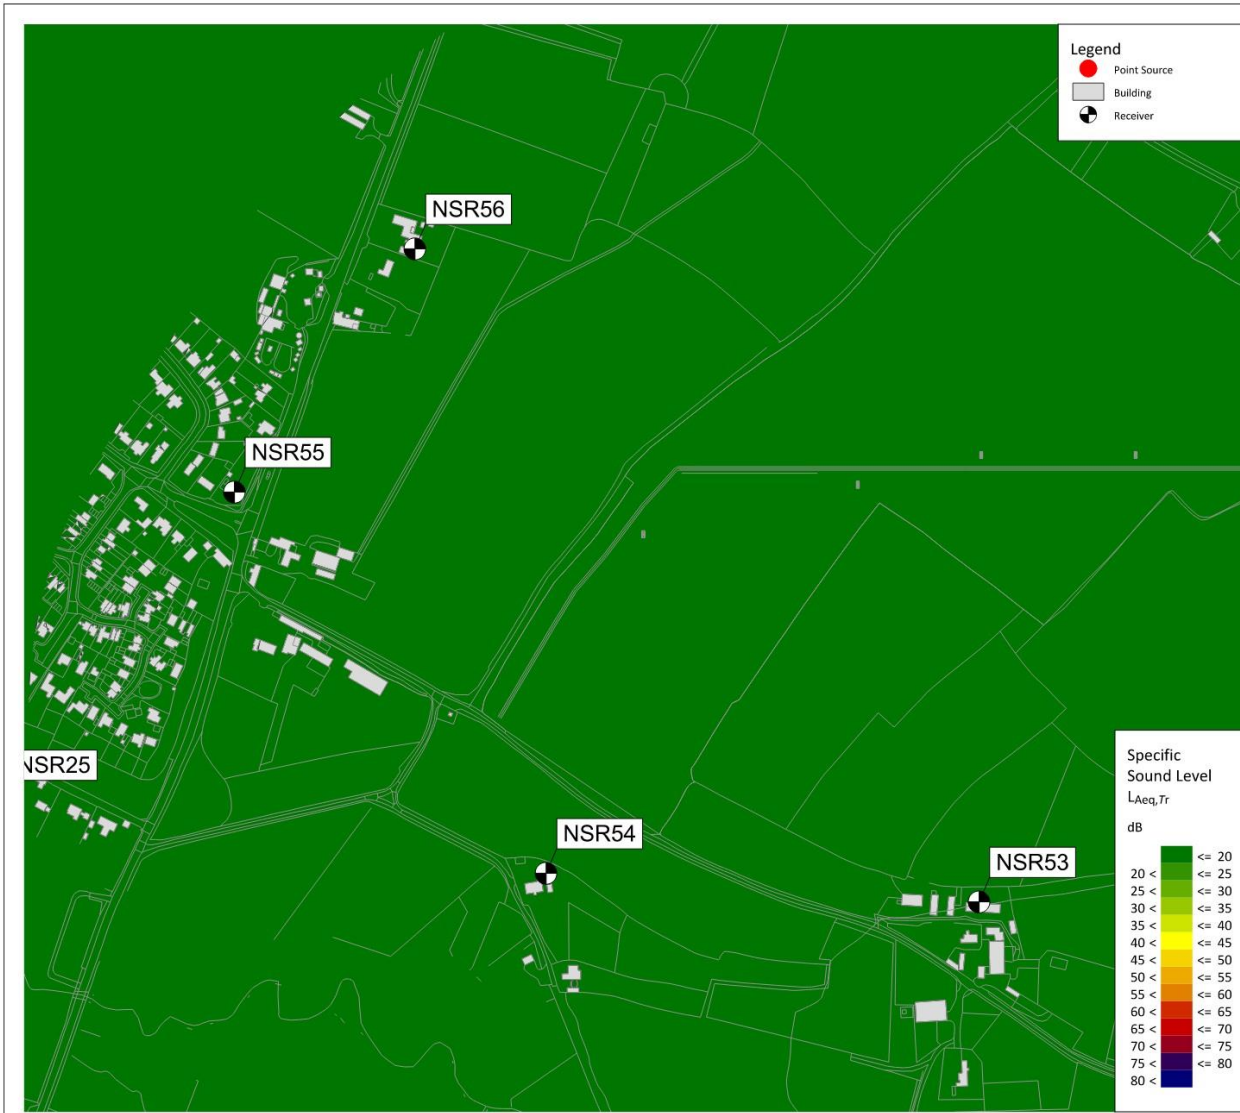 Legend
Point Source
Building
Receiver
NSR56
NSR55
NSR25
NSR54
NSR53
Specific
Sound Level
LAeq,Tr
dB
<= 20
20 < <= 25
25 < <= 30
30 < <= 35
35 < <= 40
40 < <= 45
45 < <= 50
50 < <= 55
55 < <= 60
60 < <= 65
65 < <= 70
70 < <= 75
75 < <= 80
80 <